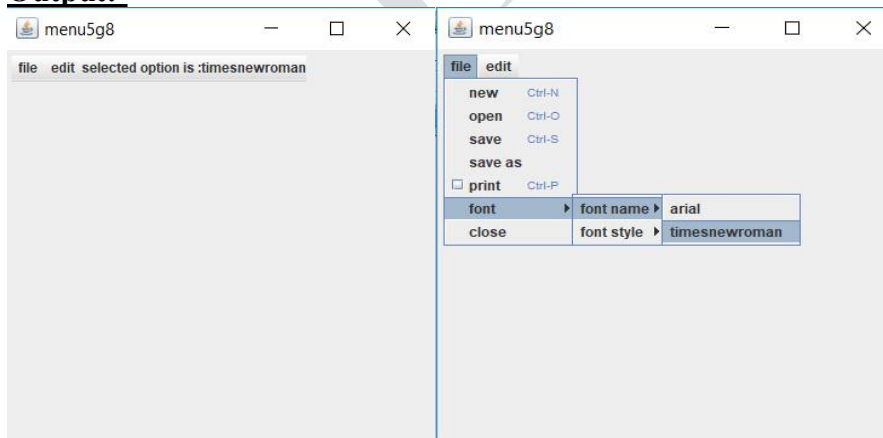 Output:-
menu5g8
file edit selected option is :timesnewroman
menu5g8
file edit
new Ctrl-N
open Ctrl-O
save Ctrl-S
save as
print Ctrl-P
font font name arial
close font style timesnewroman